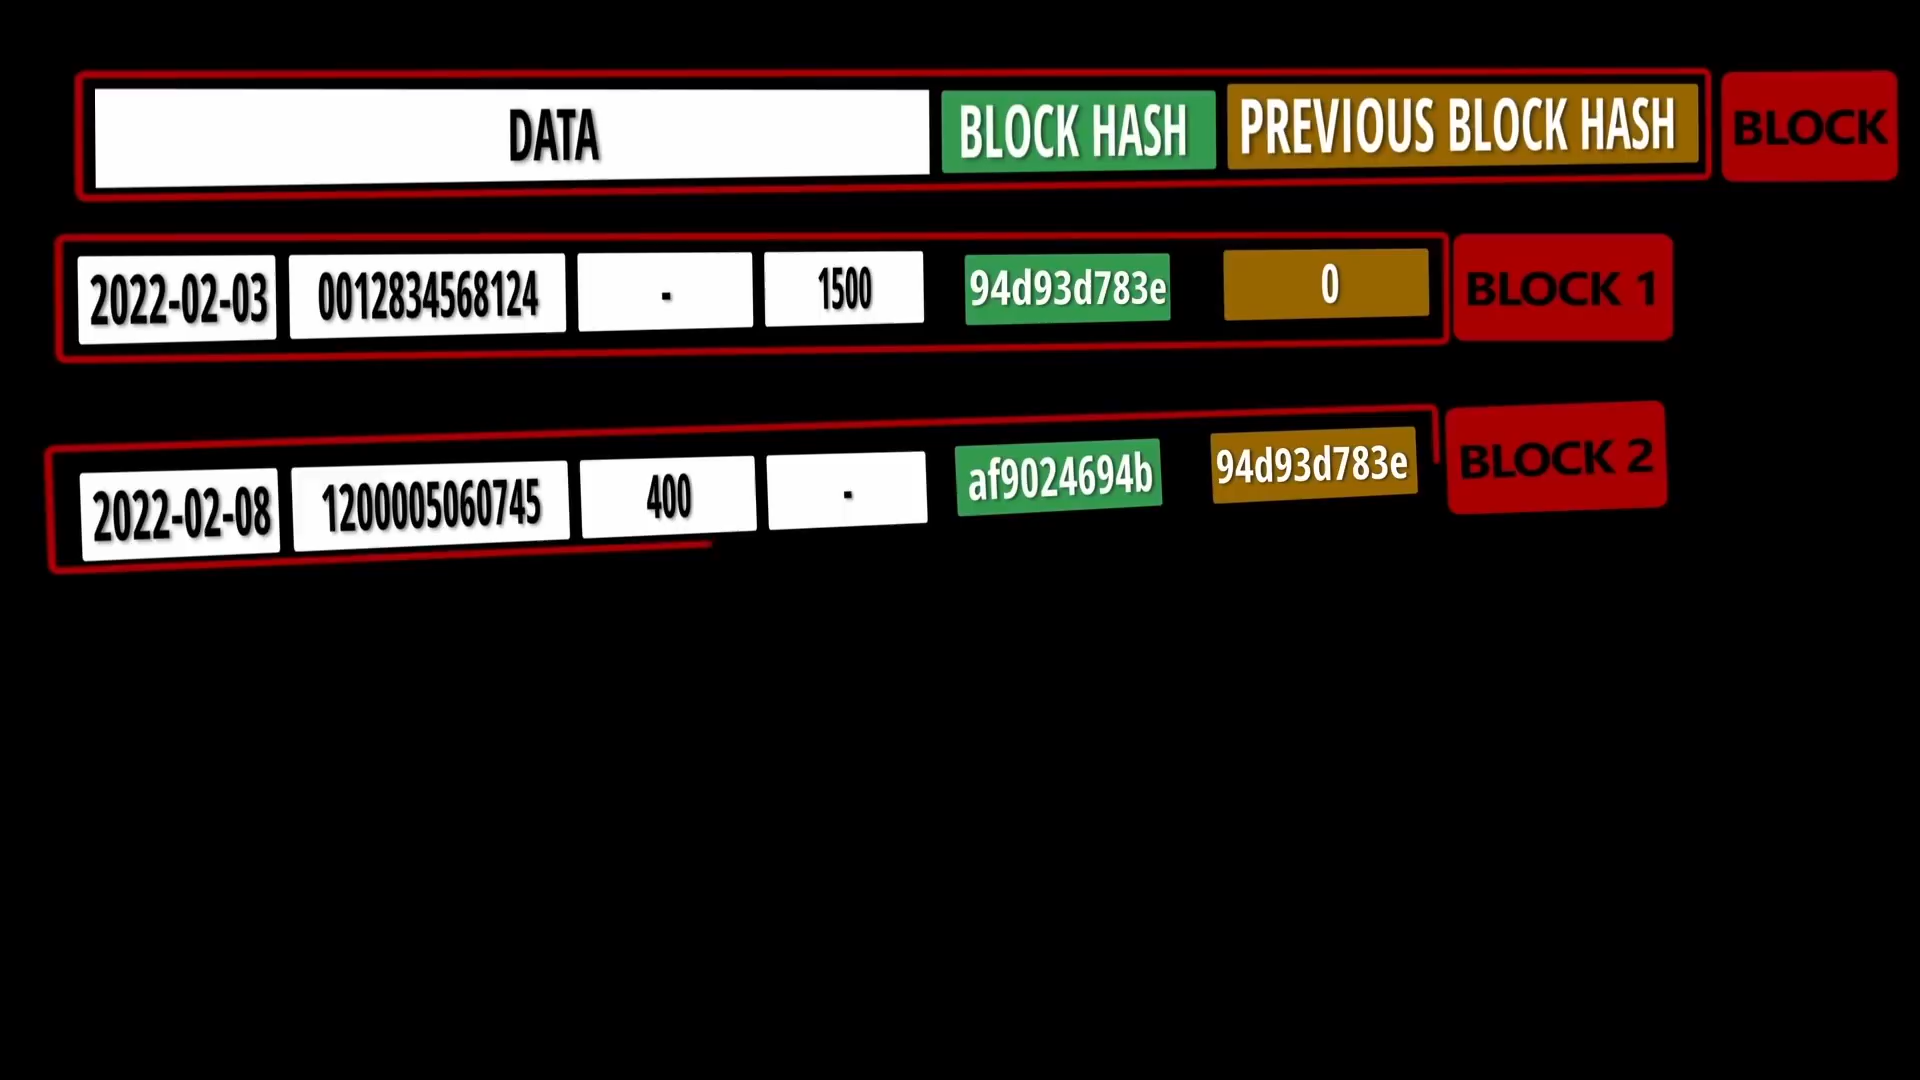 DATA BLOCK HASH PREVIOUS BLOCK HASH BLOCK
2022-02-03 0012834568124 - 1500 94d93d783e 0 BLOCK 1
2022-02-08 1200005060745 400 - af9024694b 94d93d783e BLOCK 2